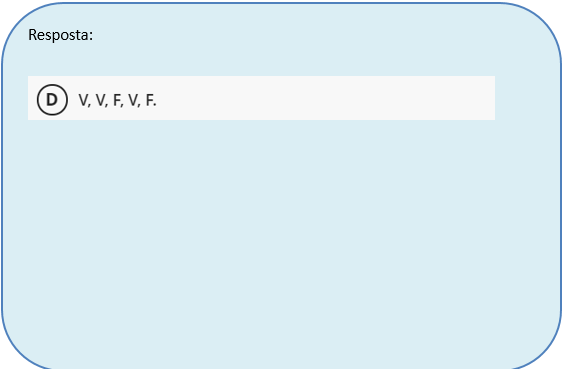 Resposta:
D V, V, F, V, F.